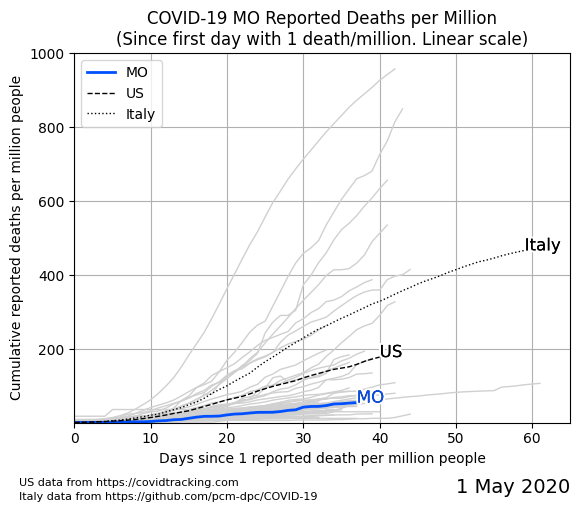 COVID-19 MO Reported Deaths per Million
(Since first day with 1 death/million. Linear scale)
Cumulative reported deaths per million people
1000
800
600
400
200
MO
US
Italy
Italy
US
MO
0
10
20
30
40
50
60
Days since 1 reported death per million people
US data from https://covidtracking.com
Italy data from https://github.com/pcm-dpc/COVID-19
1 May 2020